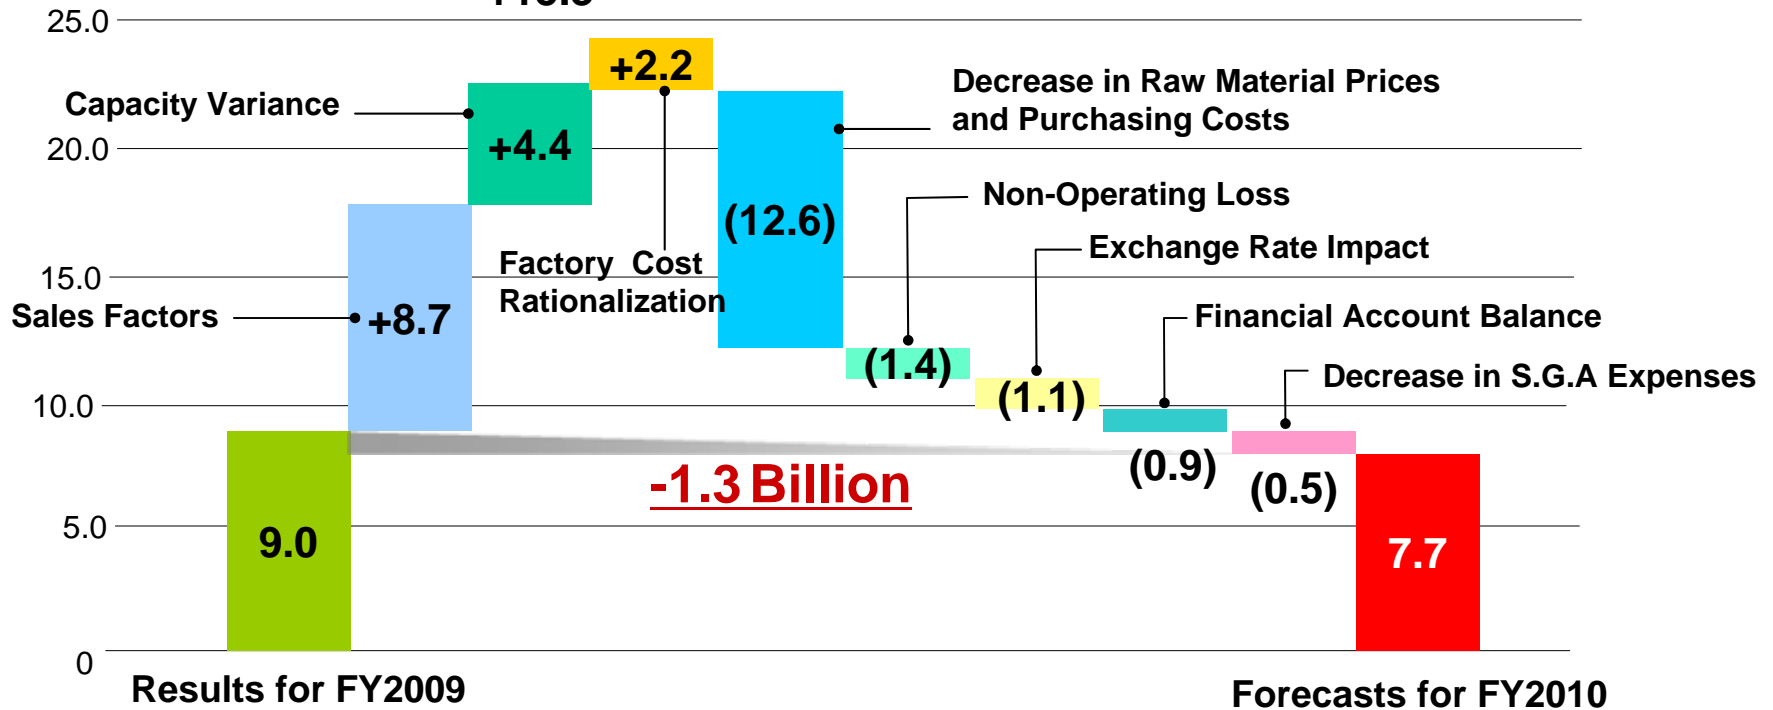 25.0
+2.2
Decrease in Raw Material Prices
and Purchasing Costs
Capacity Variance
+4.4
20.0
Non-Operating Loss
(12.6)
Exchange Rate Impact
Factory Cost
Rationalization
15.0
Sales Factors
+8.7
Financial Account Balance
(1.4)
Decrease in S.G.A Expenses
(1.1)
10.0
(0.9)
-1.3 Billion
(0.5)
5.0
9.0
7.7
0
Results for FY2009
Forecasts for FY2010